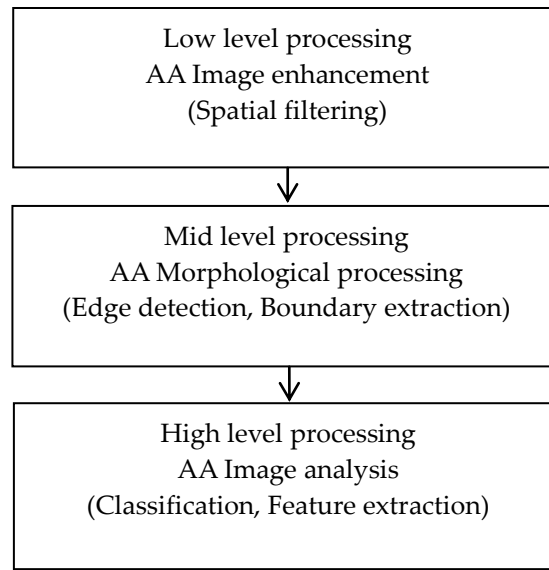 Low level processing
AA Image enhancement
(Spatial filtering)
Mid level processing
AA Morphological processing
(Edge detection, Boundary extraction)
High level processing
AA Image analysis
(Classification, Feature extraction)